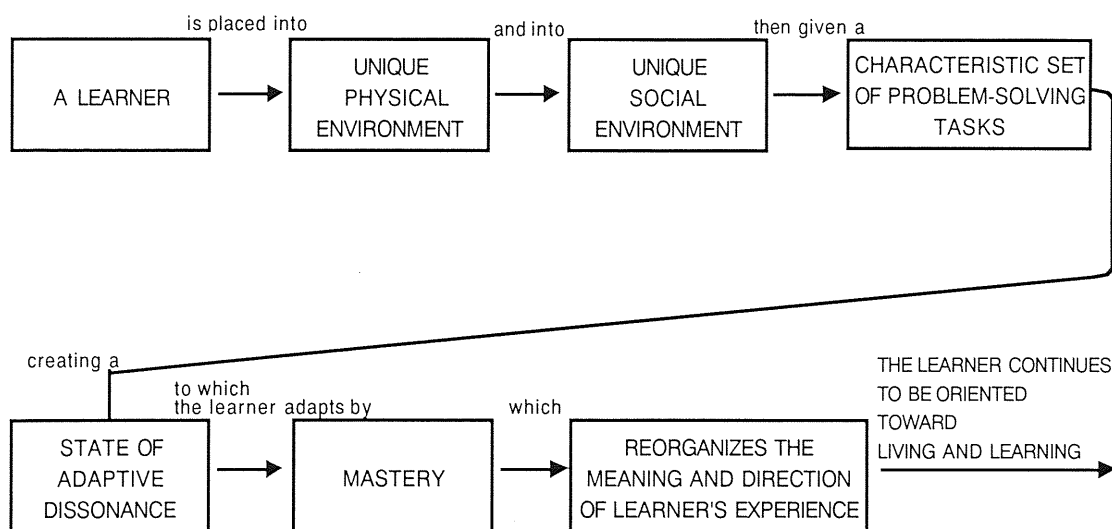 is placed into
and into
then given a
A LEARNER
UNIQUE
PHYSICAL
ENVIRONMENT
UNIQUE
SOCIAL
ENVIRONMENT
CHARACTERISTIC SET
OF PROBLEM-SOLVING
TASKS
creating a
to which
the learner adapts by
which
THE LEARNER CONTINUES
TO BE ORIENTED
TOWARD
LIVING AND LEARNING
STATE OF
ADAPTIVE
DISSONANCE
MASTERY
REORGANIZES THE
MEANING AND DIRECTION
OF LEARNER'S EXPERIENCE